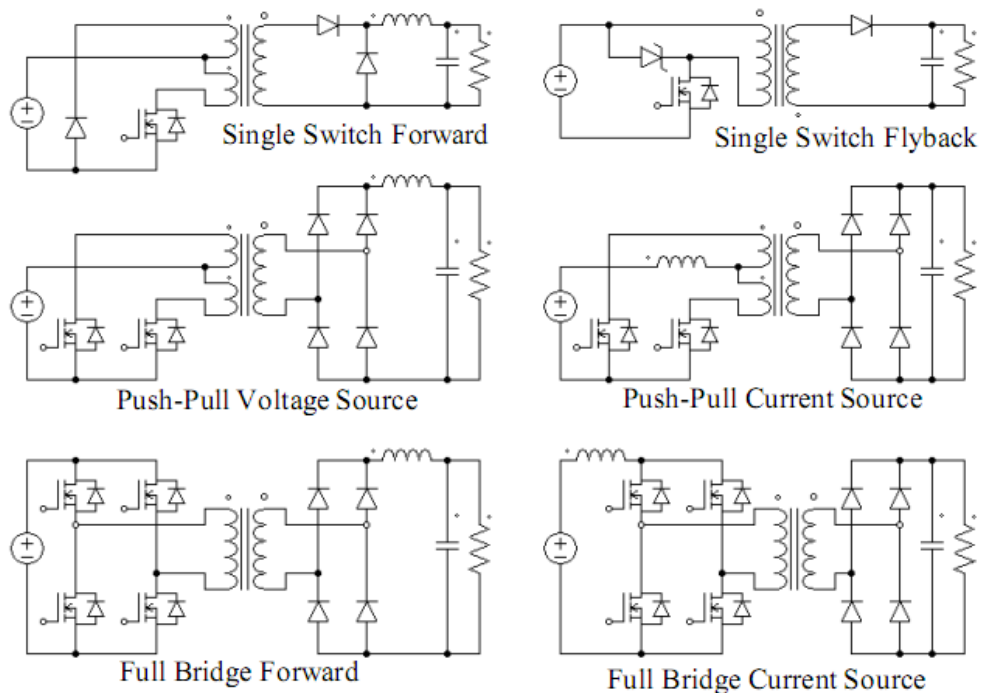 Single Switch Forward
Single Switch Flyback
Push-Pull Voltage Source
Push-Pull Current Source
Full Bridge Forward
Full Bridge Current Source